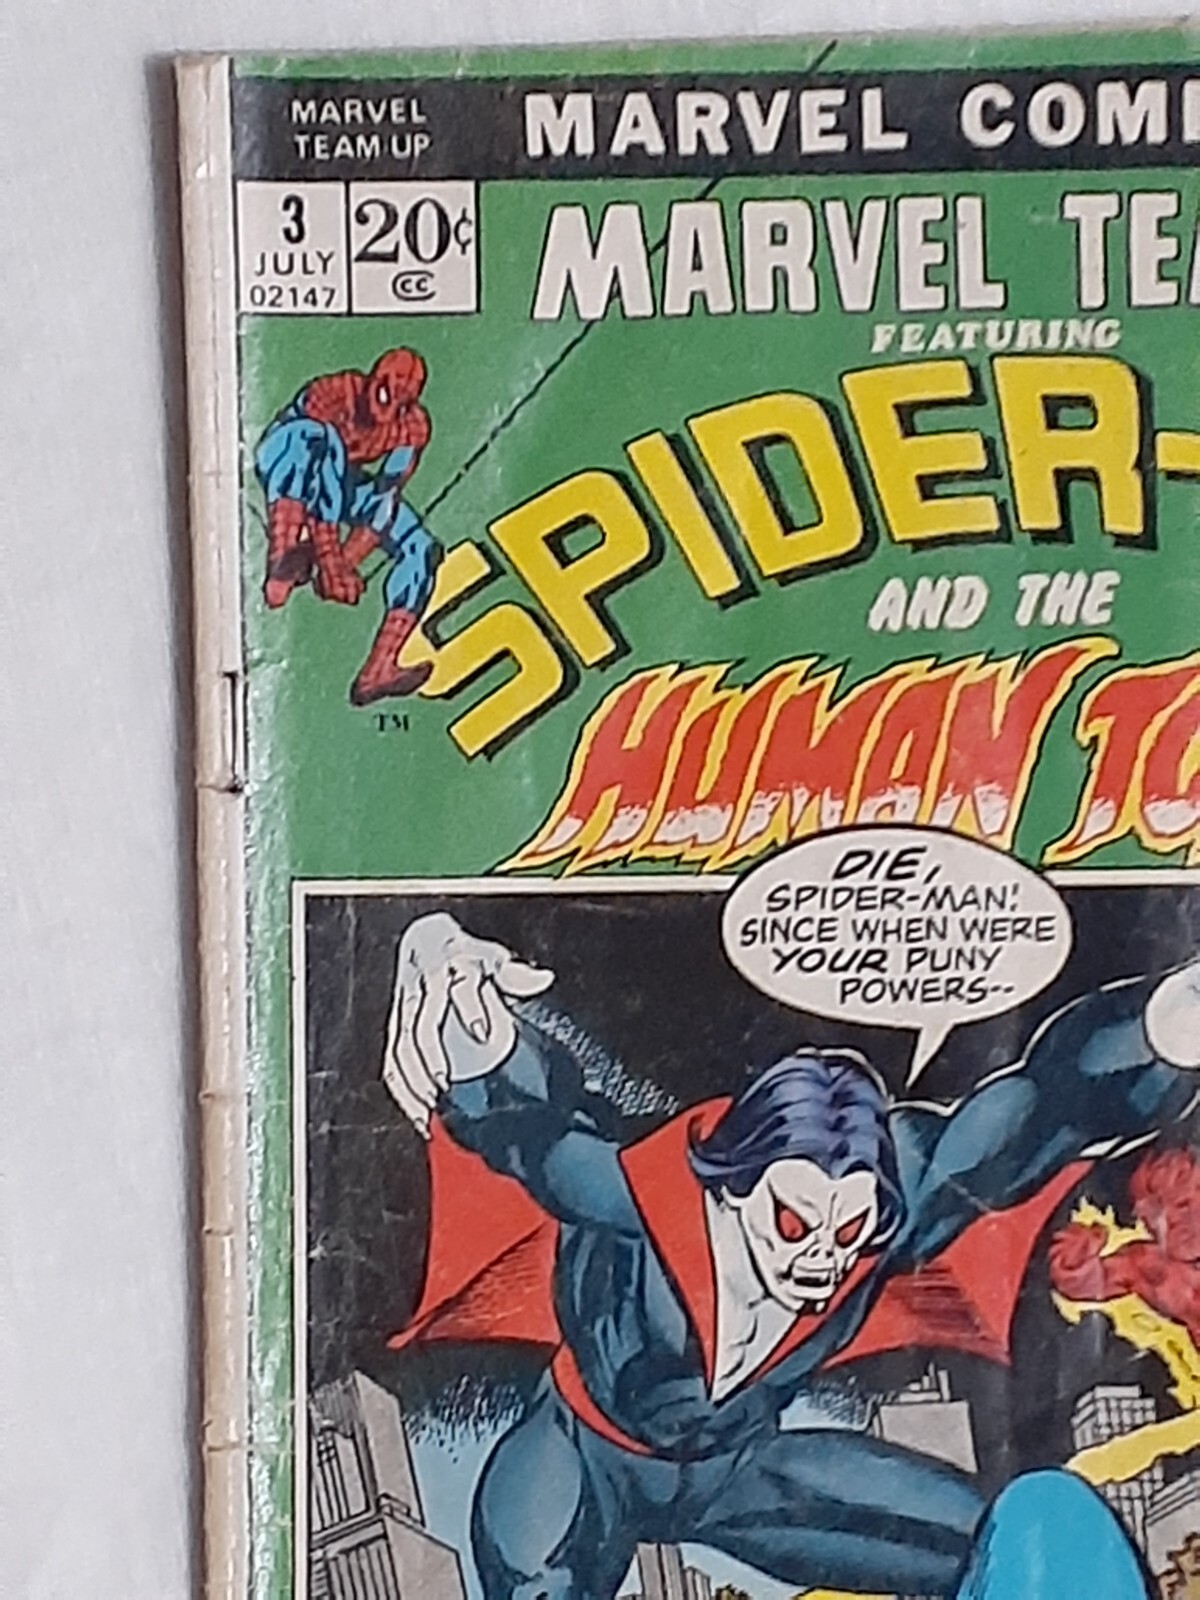 MARVEL
TEAM-UP
MARVEL COMI
3
JULY
02147
20¢
CC
MARVEL TEA
FEATURING
SPIDER-
AND THE
HUMAN TO
TM
DIE,
SPIDER-MAN!
SINCE WHEN WERE
YOUR PUNY
POWERS--